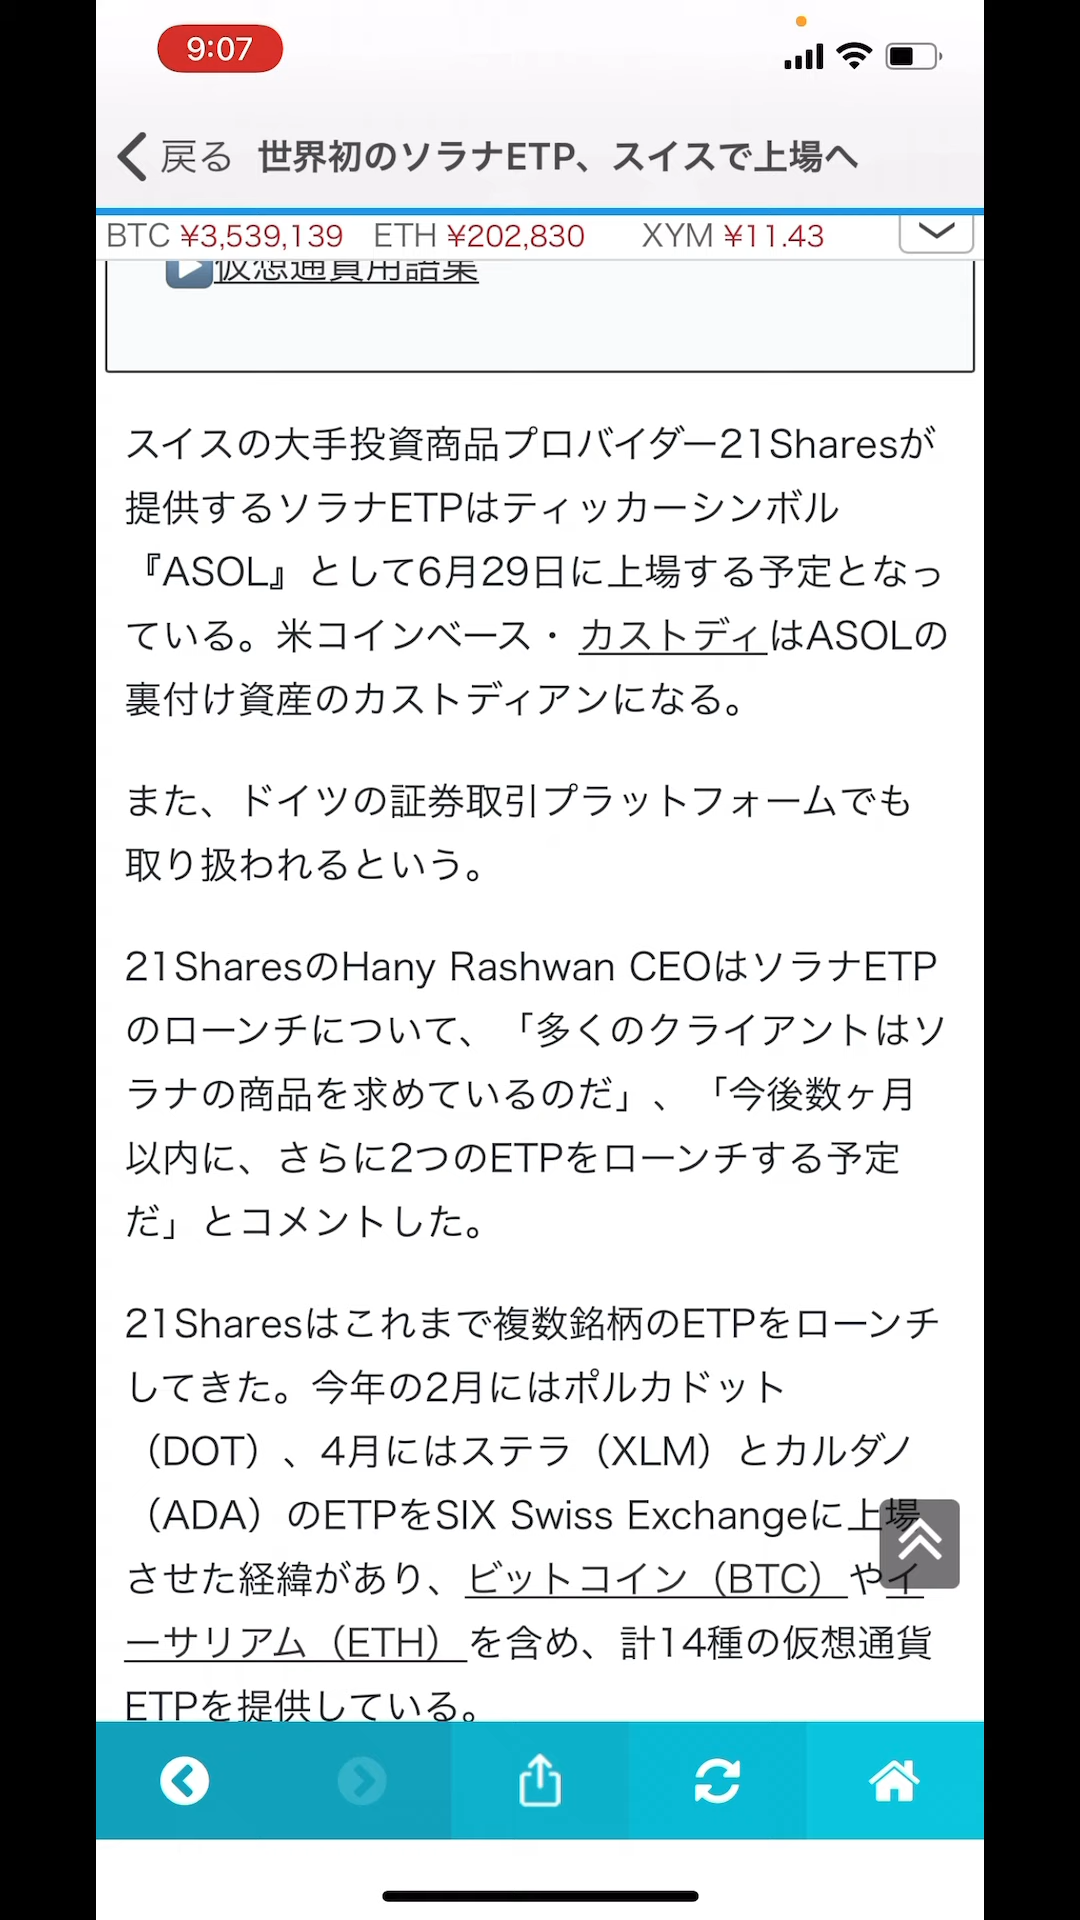 9:07
戻る 世界初のソラナETP、スイスで上場へ
BTC ¥3,539,139 ETH ¥202,830 XYM ¥11.43
仮想通貨用語集
スイスの大手投資商品プロバイダー21Sharesが
提供するソラナETPはティッカーシンボル
『ASOL』として6月29日に上場する予定となっ
ている。米コインベース・カストディはASOLの
裏付け資産のカストディアンになる。
また、ドイツの証券取引プラットフォームでも
取り扱われるという。
21SharesのHany Rashwan CEOはソラナETP
のローンチについて、「多くのクライアントはソ
ラナの商品を求めているのだ」、「今後数ヶ月
以内に、さらに2つのETPをローンチする予定
だ」とコメントした。
21Sharesはこれまで複数銘柄のETPをローンチ
してきた。今年の2月にはポルカドット
（DOT）、4月にはステラ（XLM）とカルダノ
（ADA）のETPをSIX Swiss Exchangeに上場
させた経緯があり、ビットコイン（BTC）やイ
ーサリアム（ETH）を含め、計14種の仮想通貨
ETPを提供している。